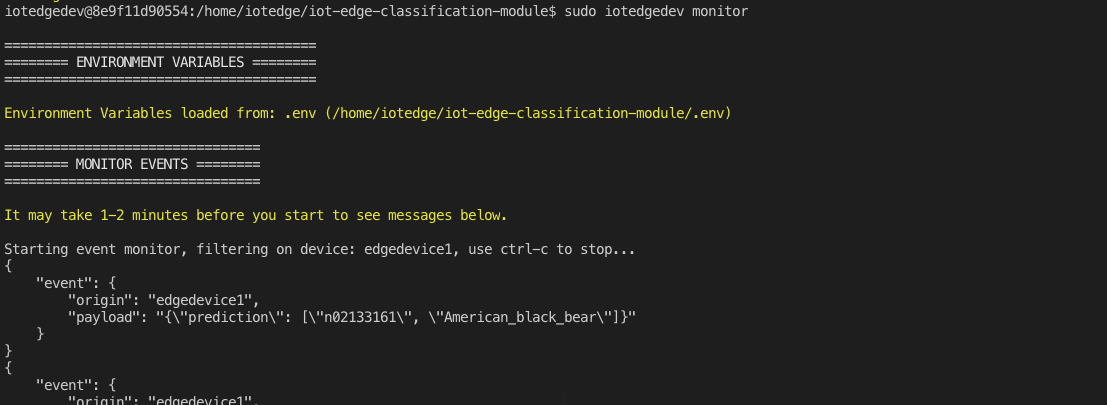 iotedgedev@8e9f11d90554:/home/iotedge/iot-edge-classification-module$ sudo iotedgedev monitor
=======================================
======== ENVIRONMENT VARIABLES ========
=======================================
Environment Variables loaded from: .env (/home/iotedge/iot-edge-classification-module/.env)
================================
======== MONITOR EVENTS ========
================================
It may take 1-2 minutes before you start to see messages below.
Starting event monitor, filtering on device: edgedevice1, use ctrl-c to stop...
{
    "event": {
        "origin": "edgedevice1",
        "payload": "{\"prediction\": [\"n02133161\", \"American_black_bear\"]}"
    }
}
{
    "event": {
        "origin": "edgedevice1",